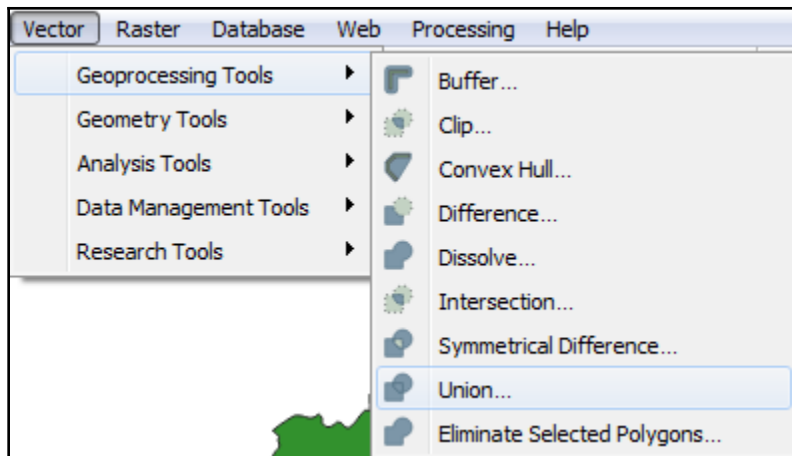 Vector Raster Database Web Processing Help
Geoprocessing Tools
Geometry Tools
Analysis Tools
Data Management Tools
Research Tools
Buffer...
Clip...
Convex Hull...
Difference...
Dissolve...
Intersection...
Symmetrical Difference...
Union...
Eliminate Selected Polygons...